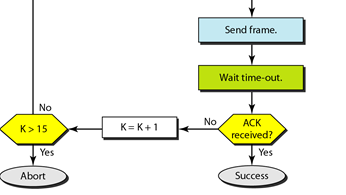 Send frame.
Wait time-out.
No
K > 15
K = K + 1
No
ACK
received?
Yes
Yes
Abort
Success